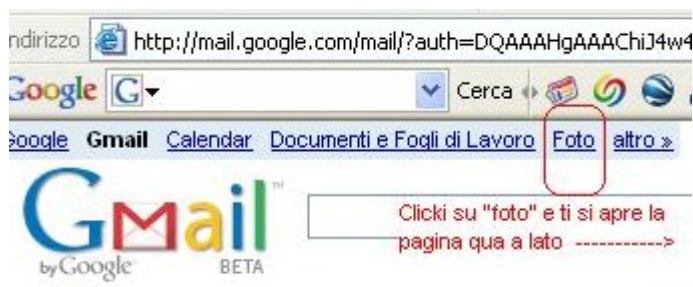 ndirizzo http://mail.google.com/mail/?auth=DQAAAHgAAAChiJ4w4
Google G Cerca
Google Gmail Calendar Documenti e Fogli di Lavoro Foto altro »
Gmail™
by Google BETA
Clicki su "foto" e ti si apre la
pagina qua a lato ----------->